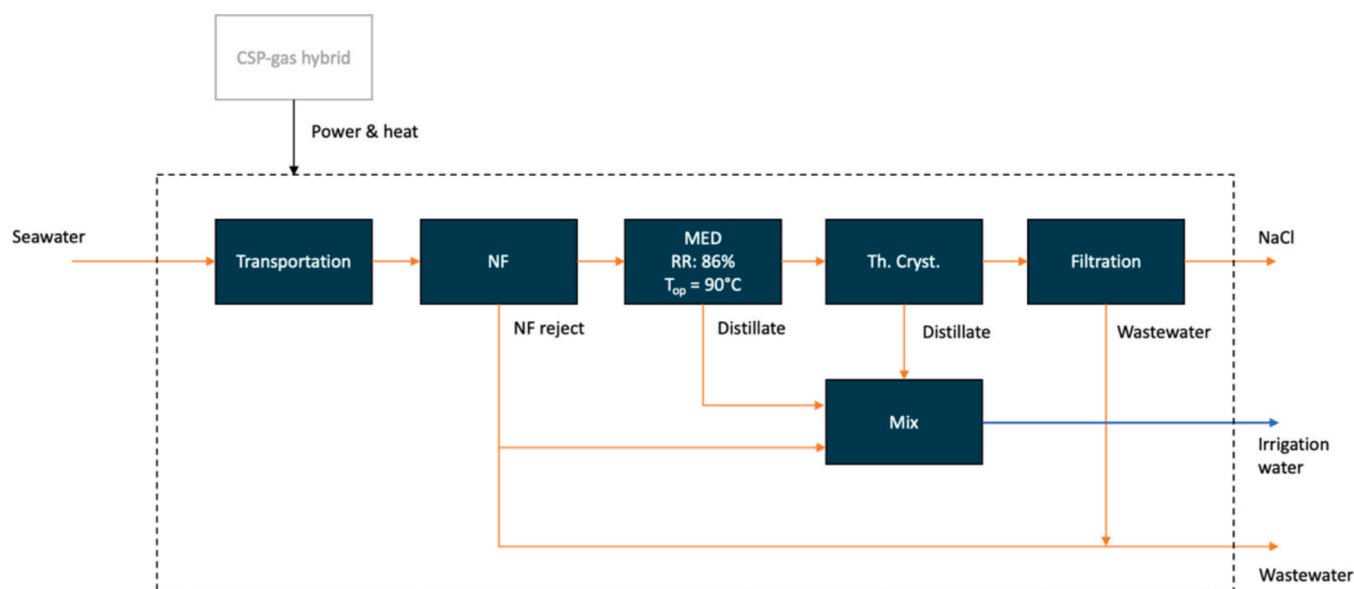 CSP-gas hybrid
Power & heat
Seawater
Transportation
NF
MED
RR: 86%
Top = 90°C
Th. Cryst.
Filtration
NaCl
NF reject
Distillate
Distillate
Wastewater
Mix
Irrigation
water
Wastewater